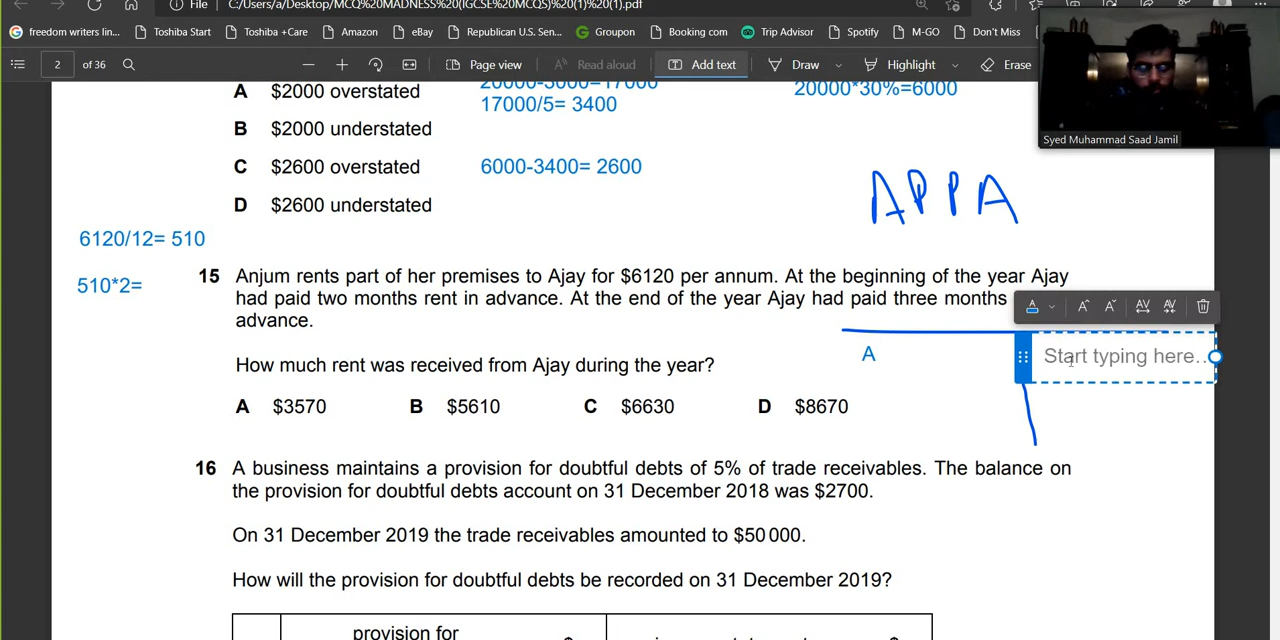 File C:/Users/a/Desktop/MCQ%20MADNESS%20(IGCSE%20MCQS)%20(1)%20(1).pdf
freedom writers lin... Toshiba Start Toshiba +Care Amazon eBay Republican U.S. Sen... Groupon Booking com Trip Advisor Spotify M-GO Don't Miss
2 of 36 Page view Read aloud Add text Draw Highlight Erase
Syed Muhammad Saad Jamil
A $2000 overstated 20000-3000=17000 20000*30%=6000
17000/5= 3400
B $2000 understated
C $2600 overstated 6000-3400= 2600
D $2600 understated
APPA
6120/12= 510
510*2=
15 Anjum rents part of her premises to Ajay for $6120 per annum. At the beginning of the year Ajay
had paid two months rent in advance. At the end of the year Ajay had paid three months
advance.
A Start typing here..
How much rent was received from Ajay during the year?
A $3570 B $5610 C $6630 D $8670
16 A business maintains a provision for doubtful debts of 5% of trade receivables. The balance on
the provision for doubtful debts account on 31 December 2018 was $2700.
On 31 December 2019 the trade receivables amounted to $50 000.
How will the provision for doubtful debts be recorded on 31 December 2019?
provision for